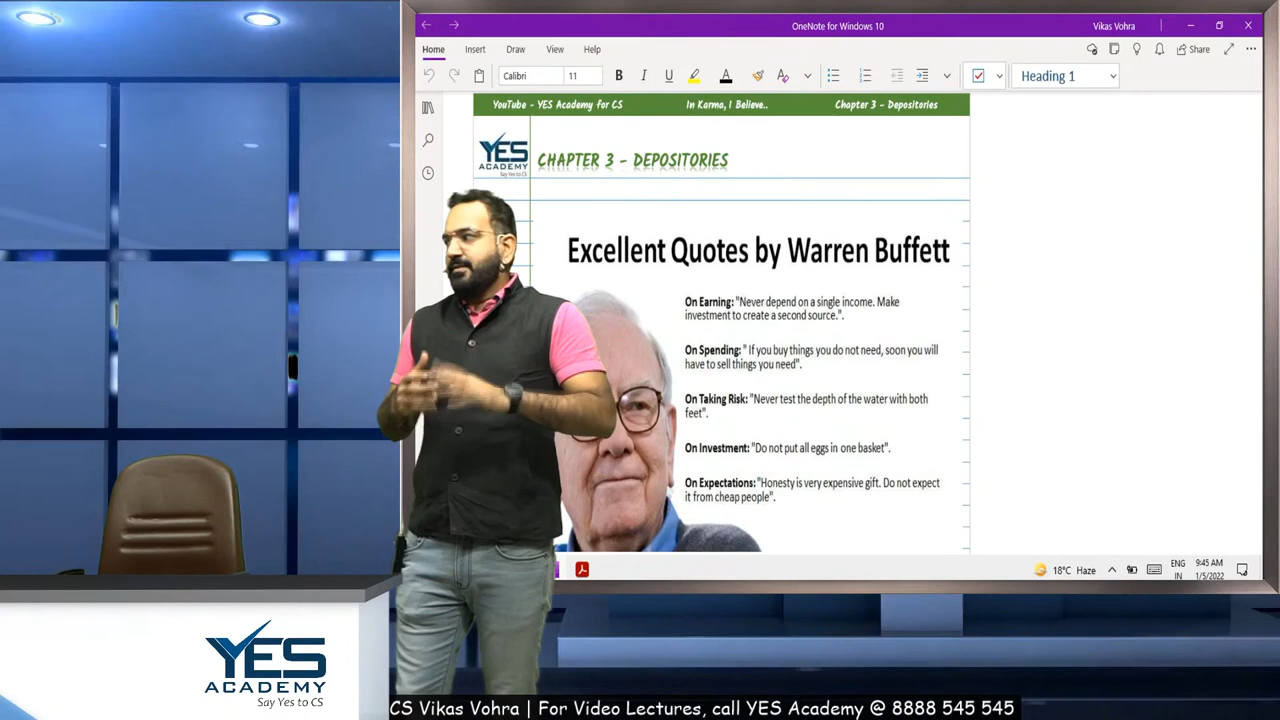 OneNote for Windows 10
Vikas Vohra
Home
Insert
Draw
View
Help
Share
Calibri
11
B
I
U
A
A
Heading 1
YouTube - YES Academy for CS
In Karma, I Believe..
Chapter 3 - Depositories
YES
ACADEMY
Say Yes to CS
CHAPTER 3 - DEPOSITORIES
Excellent Quotes by Warren Buffett
On Earning: "Never depend on a single income. Make
investment to create a second source.".
On Spending: " If you buy things you do not need, soon you will
have to sell things you need".
On Taking Risk: "Never test the depth of the water with both
feet".
On Investment: "Do not put all eggs in one basket".
On Expectations: "Honesty is very expensive gift. Do not expect
it from cheap people".
18°C Haze
ENG
IN
9:45 AM
1/5/2022
YES
ACADEMY
Say Yes to CS
CS Vikas Vohra | For Video Lectures, call YES Academy @ 8888 545 545